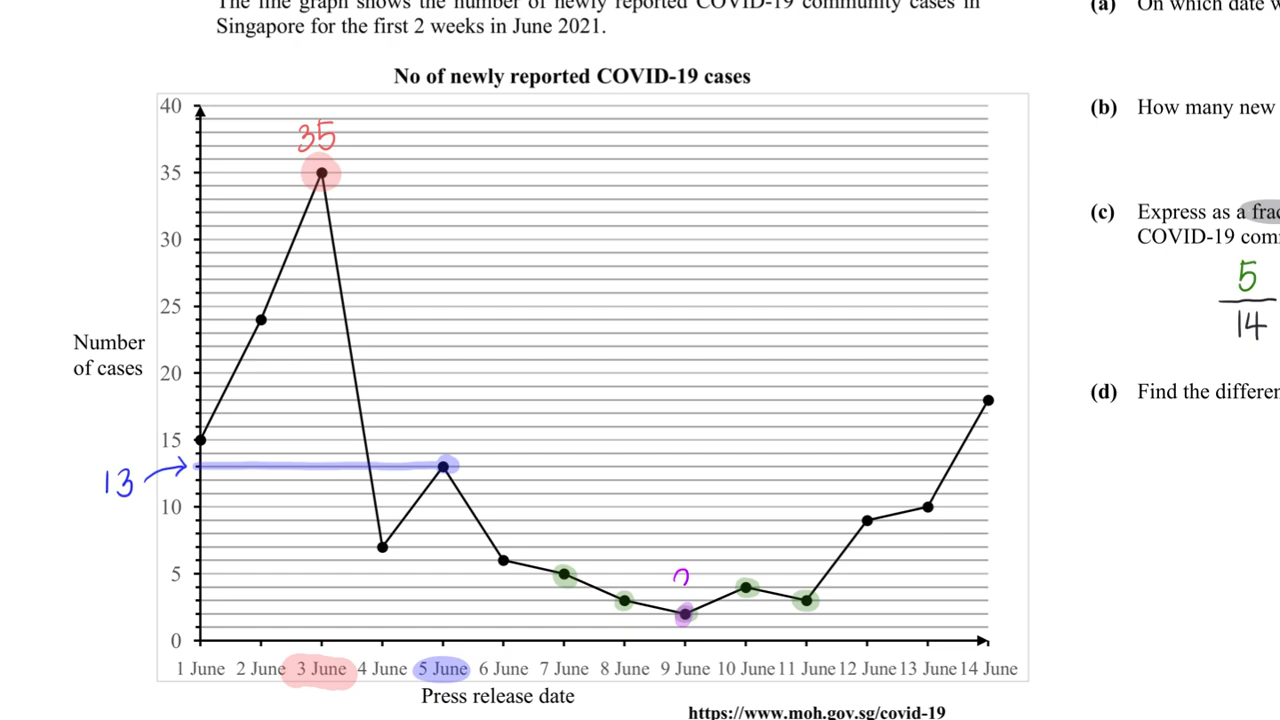 The line graph shows the number of newly reported COVID-19 community cases in
Singapore for the first 2 weeks in June 2021.
No of newly reported COVID-19 cases
40
35
35
30
25
Number
of cases
20
15
13
10
5
0
1 June 2 June 3 June 4 June 5 June 6 June 7 June 8 June 9 June 10 June 11 June 12 June 13 June 14 June
Press release date
https://www.moh.gov.sg/covid-19
(a) On which date w
(b) How many new
(c) Express as a frac
COVID-19 com
5
14
(d) Find the differen